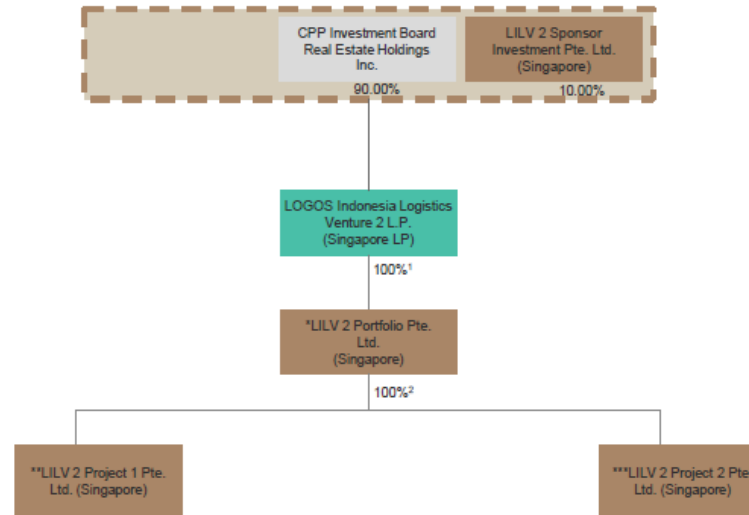 CPP Investment Board
Real Estate Holdings
Inc.
LILV 2 Sponsor
Investment Pte. Ltd.
(Singapore)
90.00%
10.00%
LOGOS Indonesia Logistics
Venture 2 L.P.
(Singapore LP)
100%¹
*LILV 2 Portfolio Pte.
Ltd.
(Singapore)
100%²
**LILV 2 Project 1 Pte.
Ltd. (Singapore)
***LILV 2 Project 2 Pte
Ltd. (Singapore)